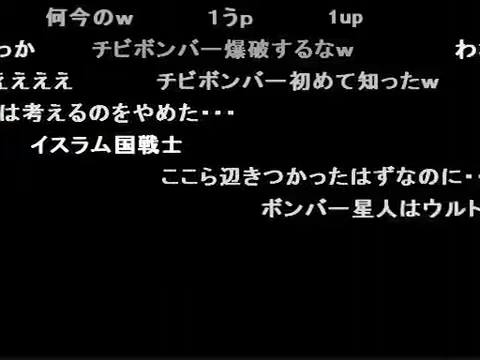 何今のw 1うp 1up
っか チビボンバー爆破するなw わ
えええええ チビボンバー初めて知ったw
は考えるのをやめた・・・
イスラム国戦士
ここら辺きつかったはずなのに・・
ボンバー星人はウルト